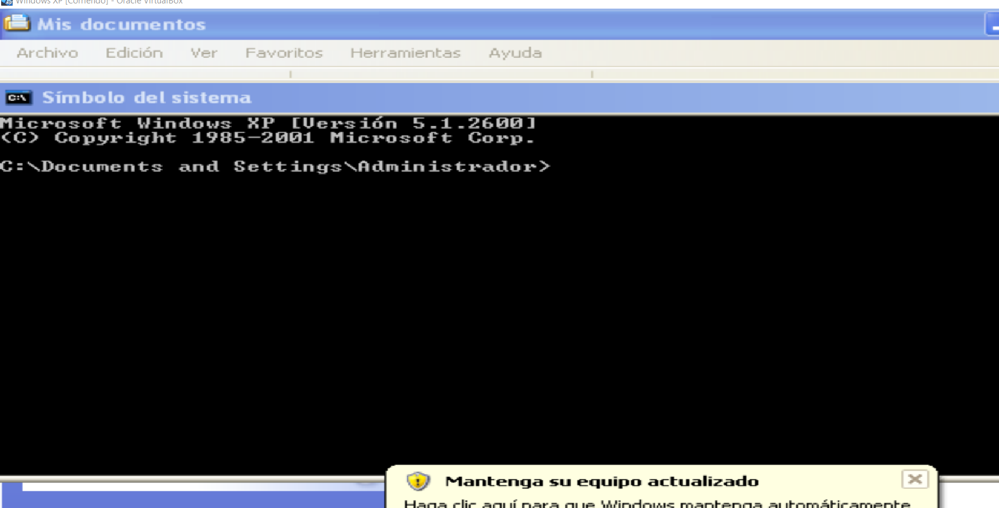 Windows XP [Corriendo] - Oracle VirtualBox
Mis documentos
Archivo Edición Ver Favoritos Herramientas Ayuda
C:\
Símbolo del sistema
Microsoft Windows XP [Versión 5.1.2600]
(C) Copyright 1985-2001 Microsoft Corp.
C:\Documents and Settings\Administrador>
Mantenga su equipo actualizado
Haga clic aquí para que Windows mantenga automáticamente